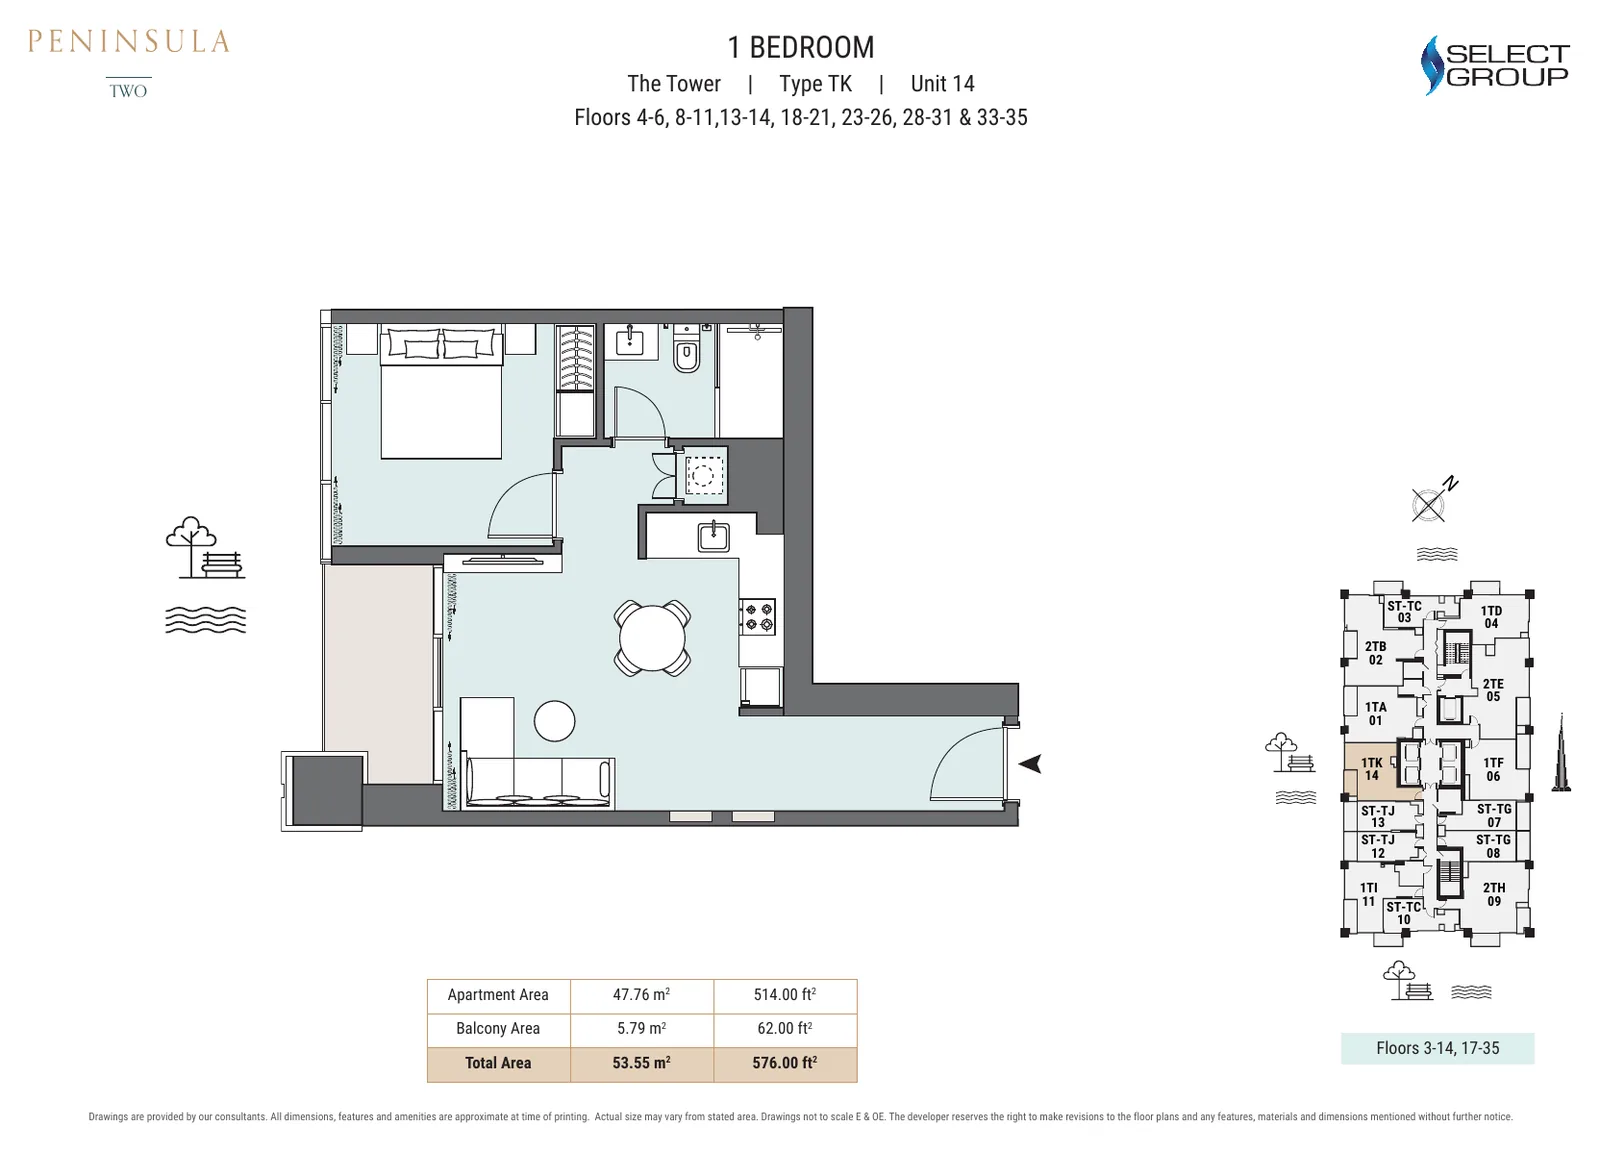 PENINSULA
TWO
1 BEDROOM
The Tower | Type TK | Unit 14
Floors 4-6, 8-11,13-14, 18-21, 23-26, 28-31 & 33-35
SELECT
GROUP
N
ST-TC
03
1TD
04
2TB
02
2TE
05
1TA
01
1TK
14
1TF
06
ST-TJ
13
ST-TG
07
ST-TJ
12
ST-TG
08
1TI
11
2TH
09
ST-TC
10
Floors 3-14, 17-35
Apartment Area 47.76 m² 514.00 ft²
Balcony Area 5.79 m² 62.00 ft²
Total Area 53.55 m² 576.00 ft²
Drawings are provided by our consultants. All dimensions, features and amenities are approximate at time of printing. Actual size may vary from stated area. Drawings not to scale E & OE. The developer reserves the right to make revisions to the floor plans and any features, materials and dimensions mentioned without further notice.